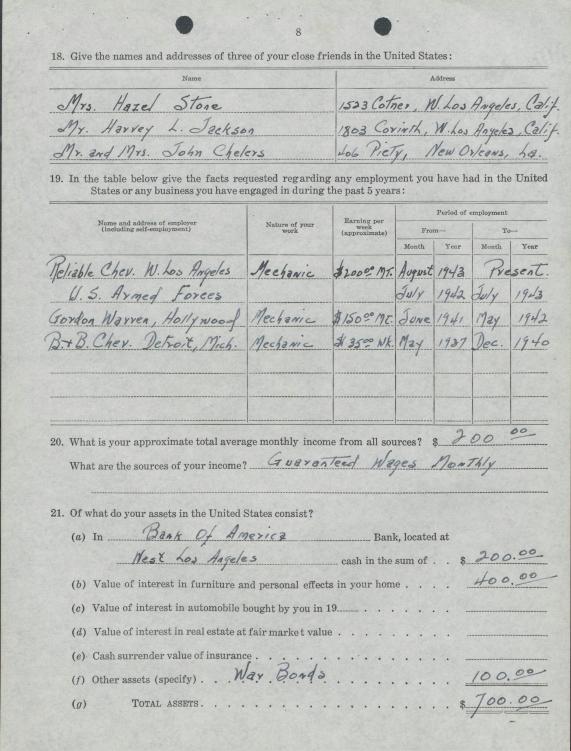 8
18. Give the names and addresses of three of your close friends in the United States:
Name Address
Mrs. Hazel Stone 1523 Cotner, W. Los Angeles, Calif.
Mr. Harvey L. Jackson 1803 Corinth, W. Los Angeles, Calif.
Mr. and Mrs. John Chelers 406 Piety, New Orleans, La.
19. In the table below give the facts requested regarding any employment you have had in the United
States or any business you have engaged in during the past 5 years:
Name and address of employer (including self-employment) Nature of your work Earning per week (approximate) Period of employment
From— To—
Month Year Month Year
Reliable Chev. W. Los Angeles Mechanic $200.00 MT. August 1943 Present.
U.S. Armed Forces July 1942 July 1943
Gordon Warren, Hollywood Mechanic $150.00 MT. June 1941 May 1942
B. & B. Chev. Detroit, Mich. Mechanic $35.00 WK. May 1937 Dec. 1940
20. What is your approximate total average monthly income from all sources? $ 200.00
What are the sources of your income? Guaranteed Wages Monthly
21. Of what do your assets in the United States consist?
(a) In Bank Of America Bank, located at
West Los Angeles cash in the sum of . . $ 200.00
(b) Value of interest in furniture and personal effects in your home . . . . 400.00
(c) Value of interest in automobile bought by you in 19...... . . . . . . .
(d) Value of interest in real estate at fair market value . . . . . . . . .
(e) Cash surrender value of insurance . . . . . . . . . . . . . .
(f) Other assets (specify) . . War Bonds . . . . . . . . 100.00
(g) TOTAL ASSETS. . . . . . . . . . . . . . . . . $ 700.00